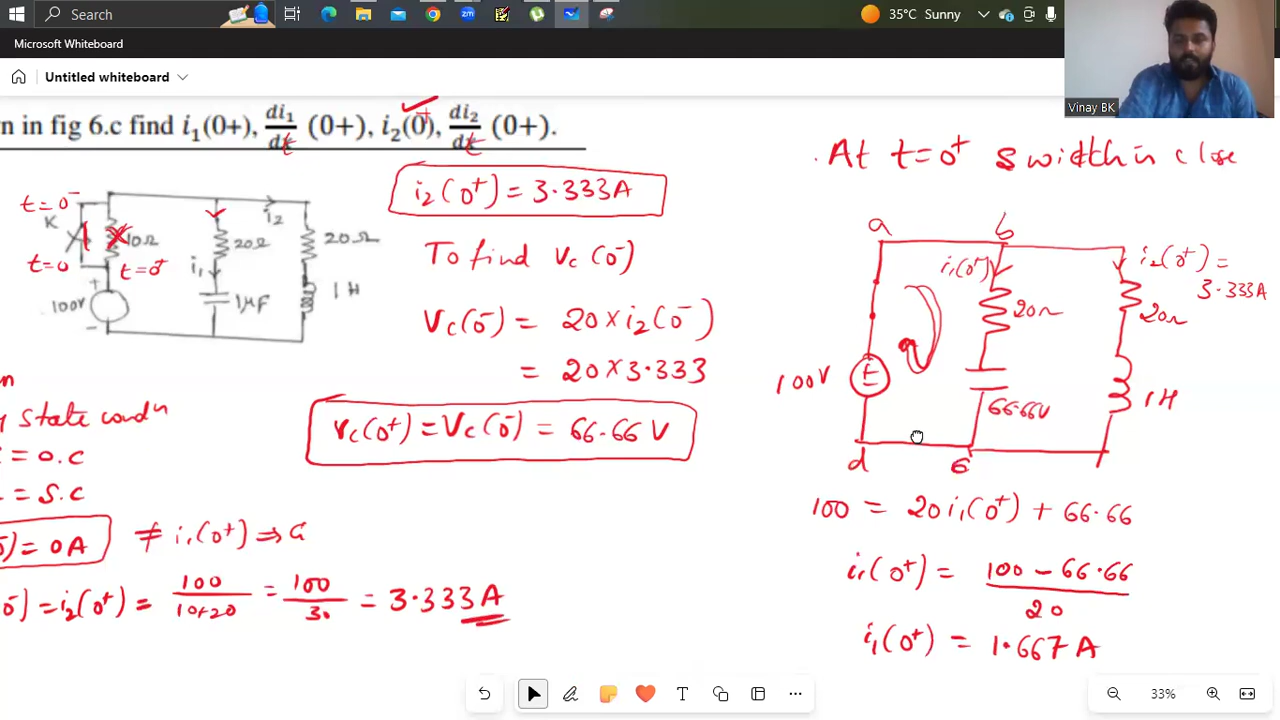 Search
35°C Sunny
Microsoft Whiteboard
Untitled whiteboard
Vinay BK
n in fig 6.c find i₁(0+), di₁/dt (0+), i₂(0⁺), di₂/dt (0+).
t=0⁻
K
t=0
10Ω
t=0⁺
100V
+
-
20Ω
i₁
1μF
i₂
20Ω
1H
i₂(0⁺) = 3.333A
To find Vc(0⁻)
Vc(0⁻) = 20 × i₂(0⁻)
= 20 × 3.333
Vc(0⁺) = Vc(0⁻) = 66.66 V
n
y state condn
= O.C
L = S.C
0⁻) = 0A
≠ i₁(0⁺) ⇒
0⁻) = i₂(0⁺) = 100/10+20 = 100/30 = 3.333A
. At t=0⁺ switch is close
a
b
i₁(0⁺)
i₂(0⁺) =
3.333A
20Ω
20Ω
100V
66.66V
1H
d
100 = 20i₁(0⁺) + 66.66
i₁(0⁺) = 100 - 66.66/20
i₁(0⁺) = 1.667 A
33%